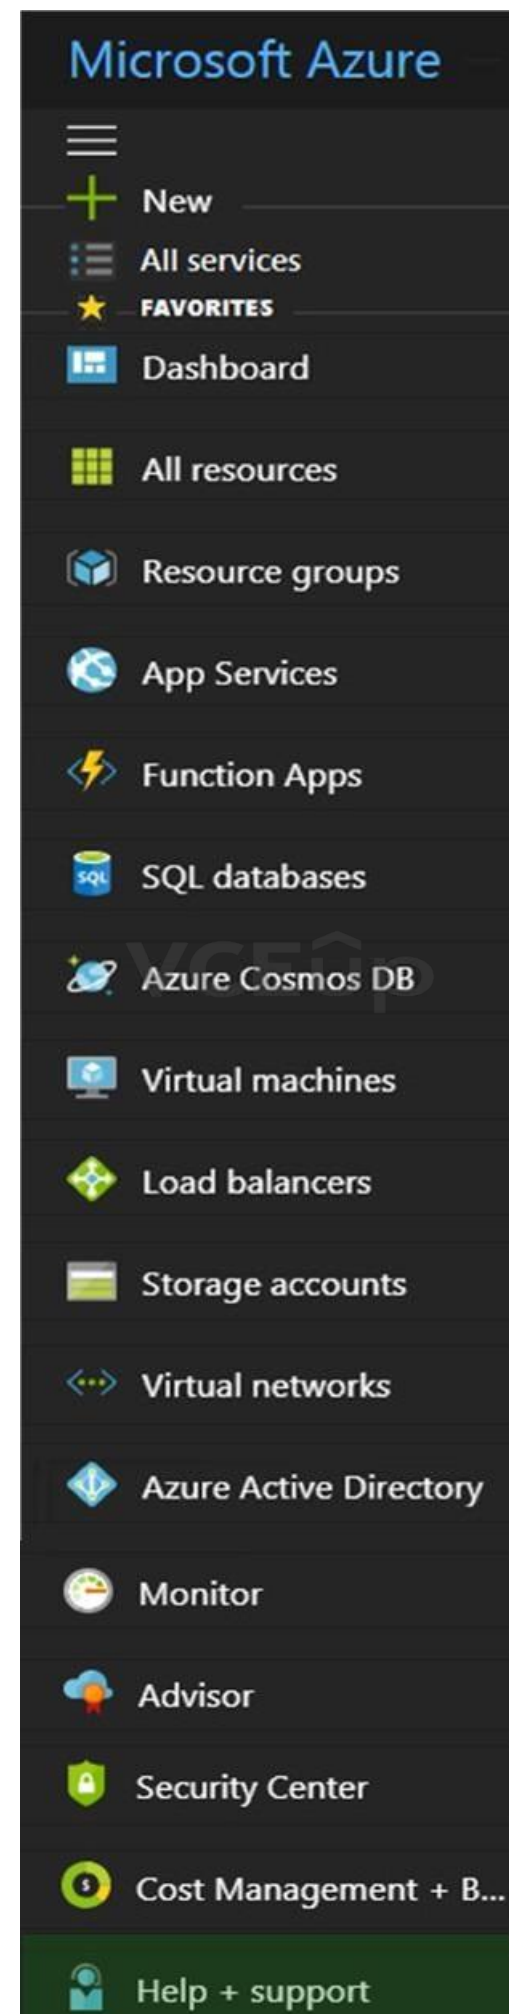 Microsoft Azure
New
All services
FAVORITES
Dashboard
All resources
Resource groups
App Services
Function Apps
SQL databases
VCEûp
Azure Cosmos DB
Virtual machines
Load balancers
Storage accounts
Virtual networks
Azure Active Directory
Monitor
Advisor
Security Center
Cost Management + B...
Help + support